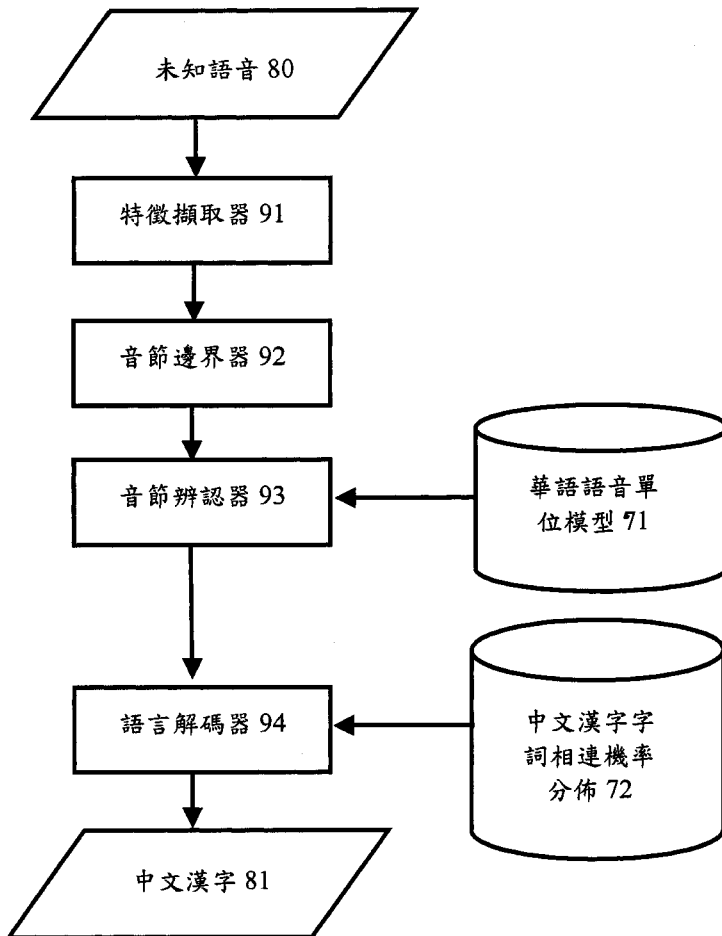 未知語音 80
特徵擷取器 91
音節邊界器 92
音節辨認器 93
華語語音單
位模型 71
語言解碼器 94
中文漢字字
詞相連機率
分佈 72
中文漢字 81